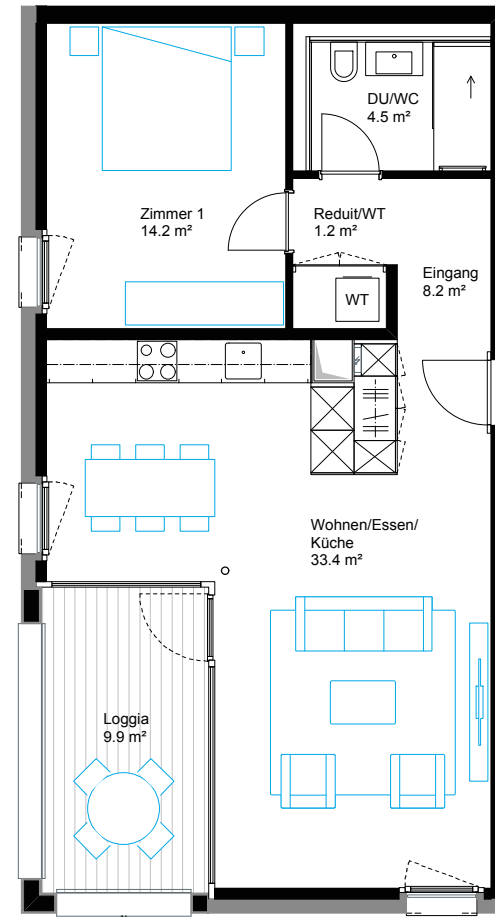 DU/WC
4.5 m²
Zimmer 1
14.2 m²
Reduit/WT
1.2 m²
Eingang
8.2 m²
WT
Wohnen/Essen/
Küche
33.4 m²
Loggia
9.9 m²